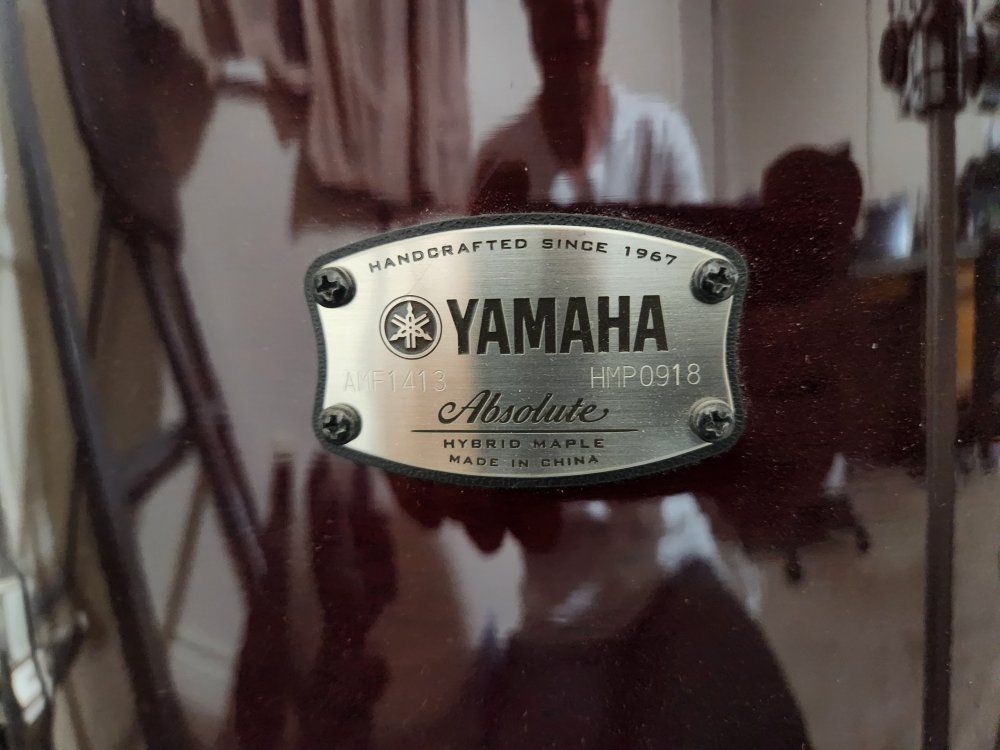 HANDCRAFTED SINCE 1967
YAMAHA
AMF1413 HMP0918
Absolute
HYBRID MAPLE
MADE IN CHINA